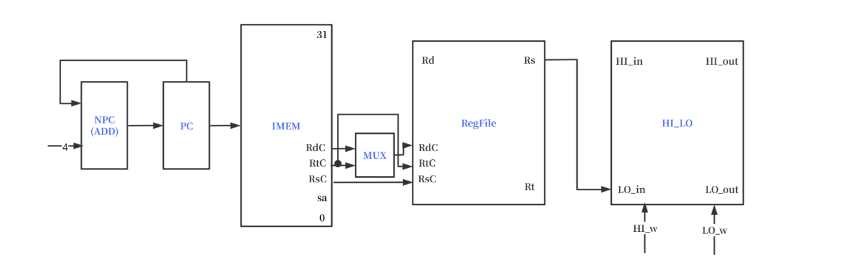 4
NPC
(ADD)
PC
31
IMEM
RdC
RtC
RsC
sa
0
MUX
Rd
Rs
RegFile
RdC
RtC
RsC
Rt
HI_in
HI_out
HI_LO
LO_in
LO_out
HI_w
LO_w